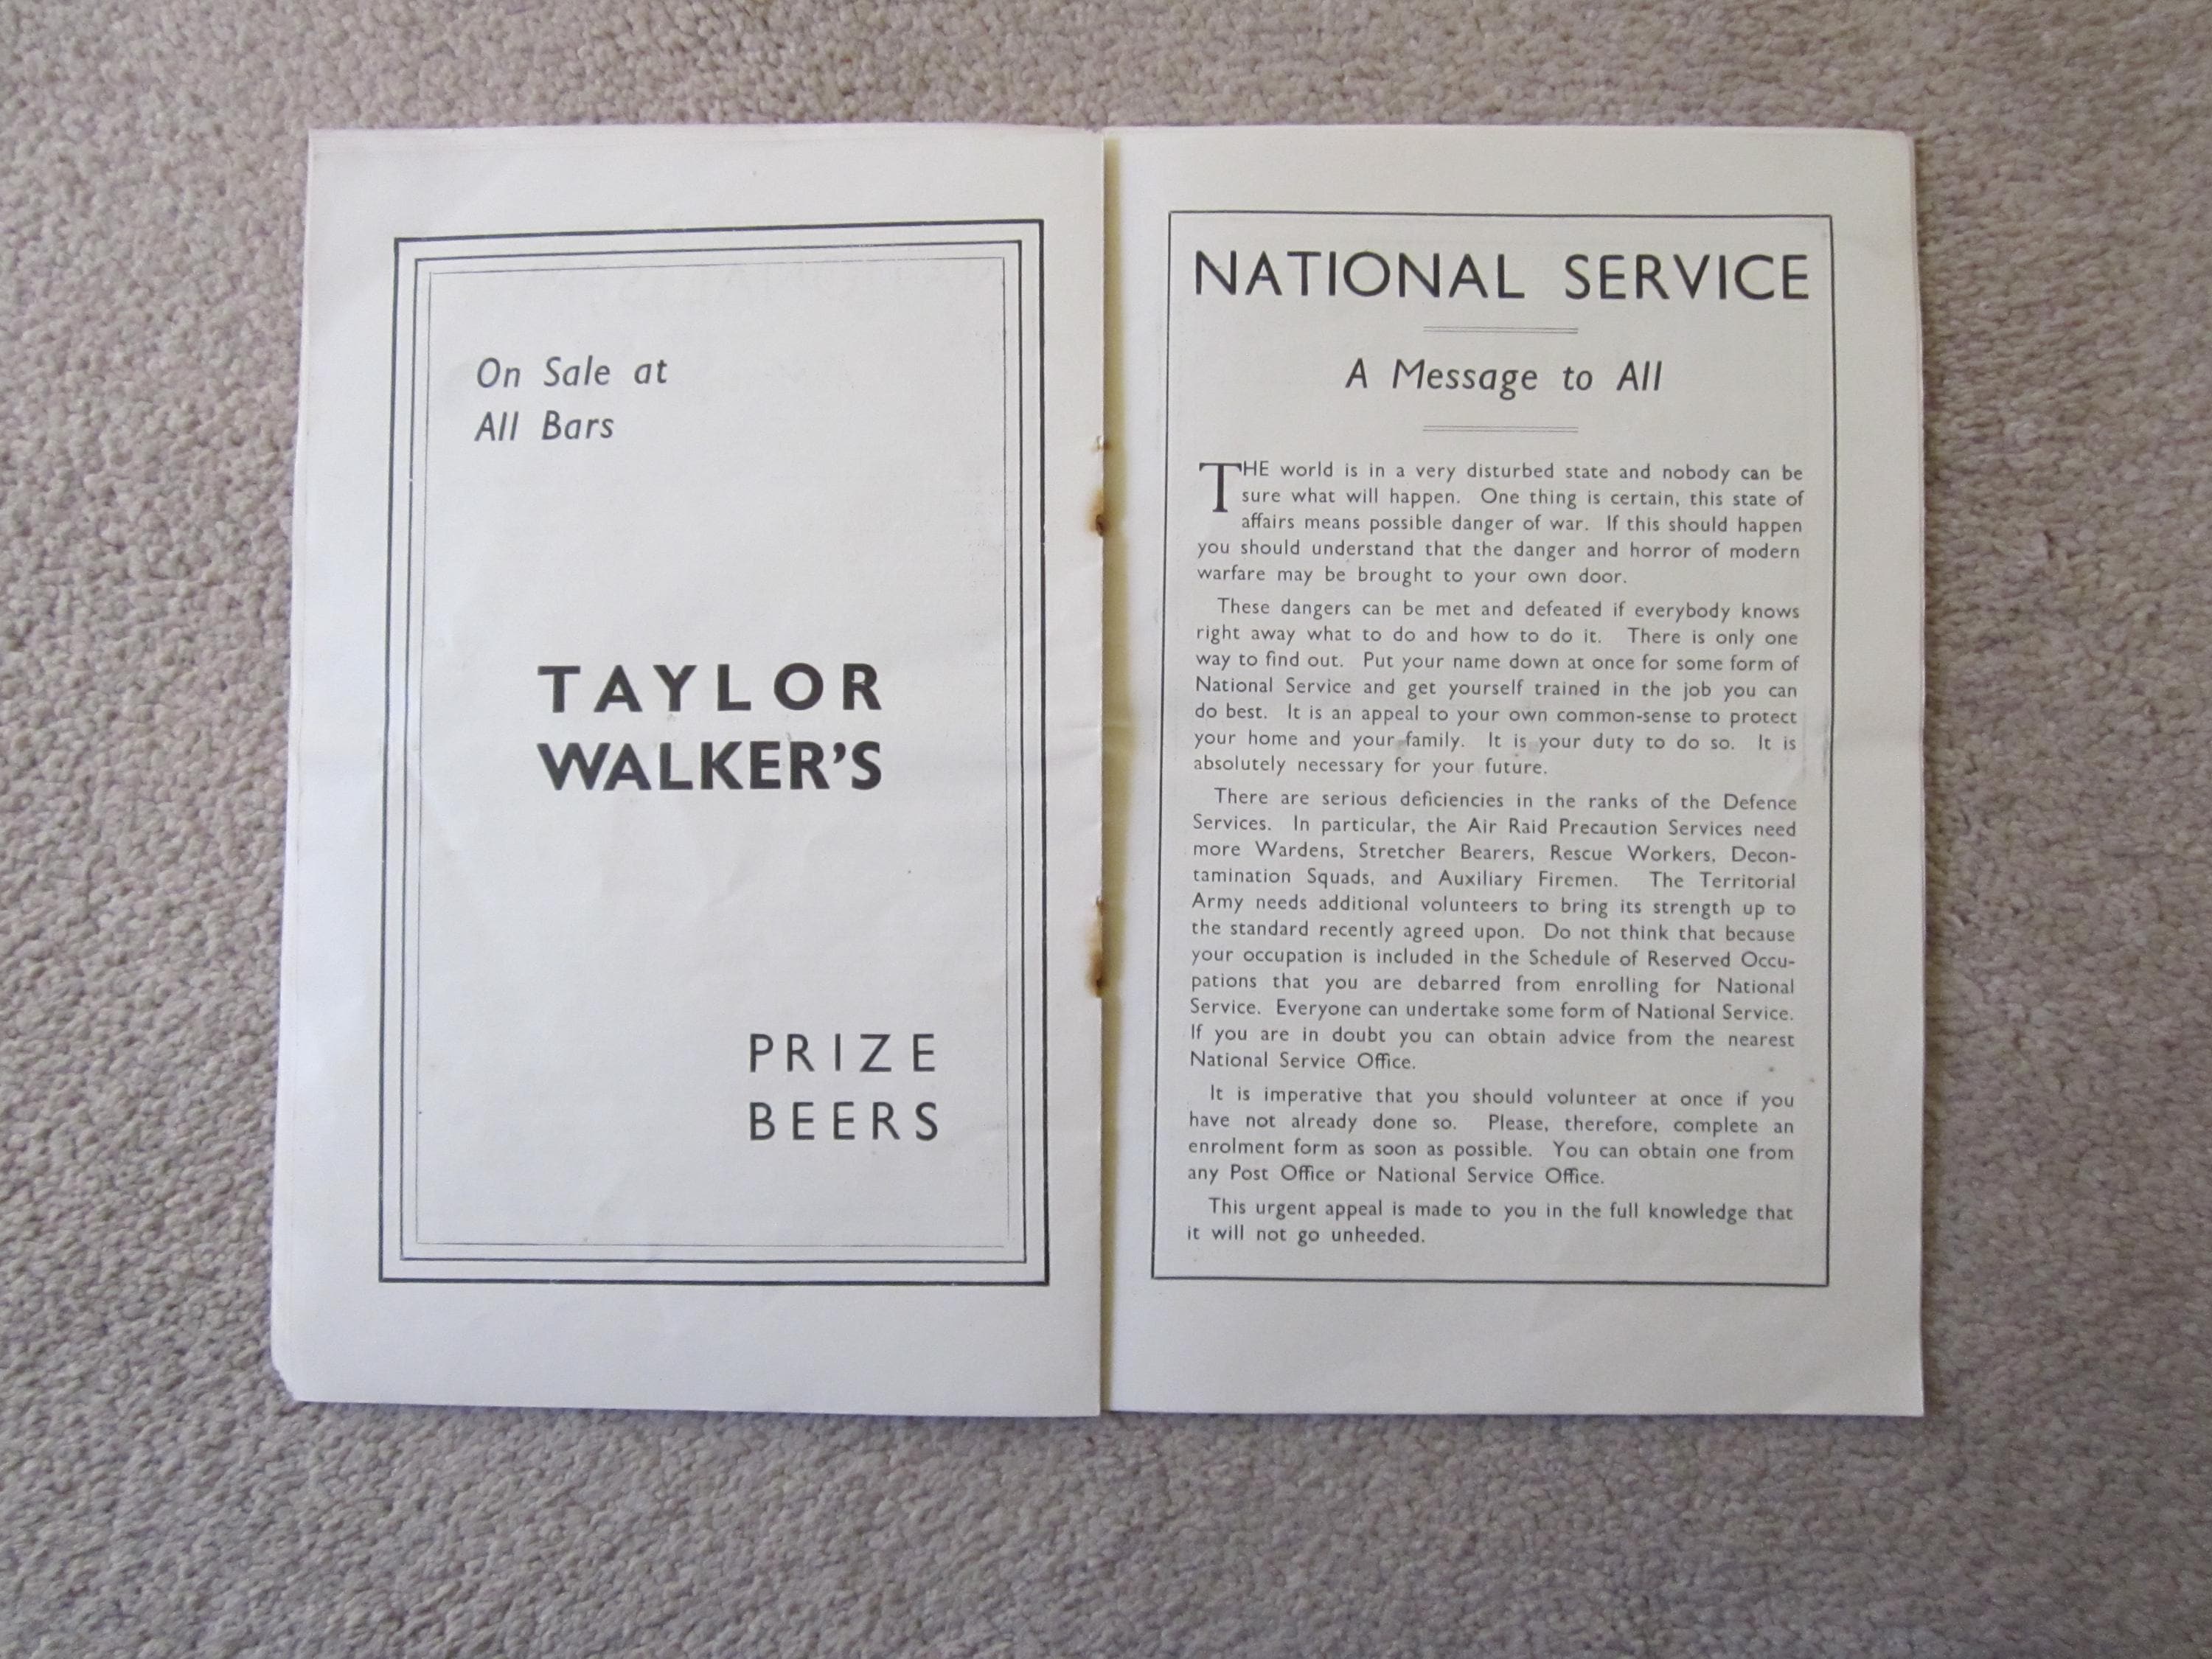 On Sale at
All Bars
TAYLOR
WALKER'S
PRIZE
BEERS
NATIONAL SERVICE
A Message to All
THE world is in a very disturbed state and nobody can be
sure what will happen. One thing is certain, this state of
affairs means possible danger of war. If this should happen
you should understand that the danger and horror of modern
warfare may be brought to your own door.
These dangers can be met and defeated if everybody knows
right away what to do and how to do it. There is only one
way to find out. Put your name down at once for some form of
National Service and get yourself trained in the job you can
do best. It is an appeal to your own common-sense to protect
your home and your family. It is your duty to do so. It is
absolutely necessary for your future.
There are serious deficiencies in the ranks of the Defence
Services. In particular, the Air Raid Precaution Services need
more Wardens, Stretcher Bearers, Rescue Workers, Decon-
tamination Squads, and Auxiliary Firemen. The Territorial
Army needs additional volunteers to bring its strength up to
the standard recently agreed upon. Do not think that because
your occupation is included in the Schedule of Reserved Occu-
pations that you are debarred from enrolling for National
Service. Everyone can undertake some form of National Service.
If you are in doubt you can obtain advice from the nearest
National Service Office.
It is imperative that you should volunteer at once if you
have not already done so. Please, therefore, complete an
enrolment form as soon as possible. You can obtain one from
any Post Office or National Service Office.
This urgent appeal is made to you in the full knowledge that
it will not go unheeded.